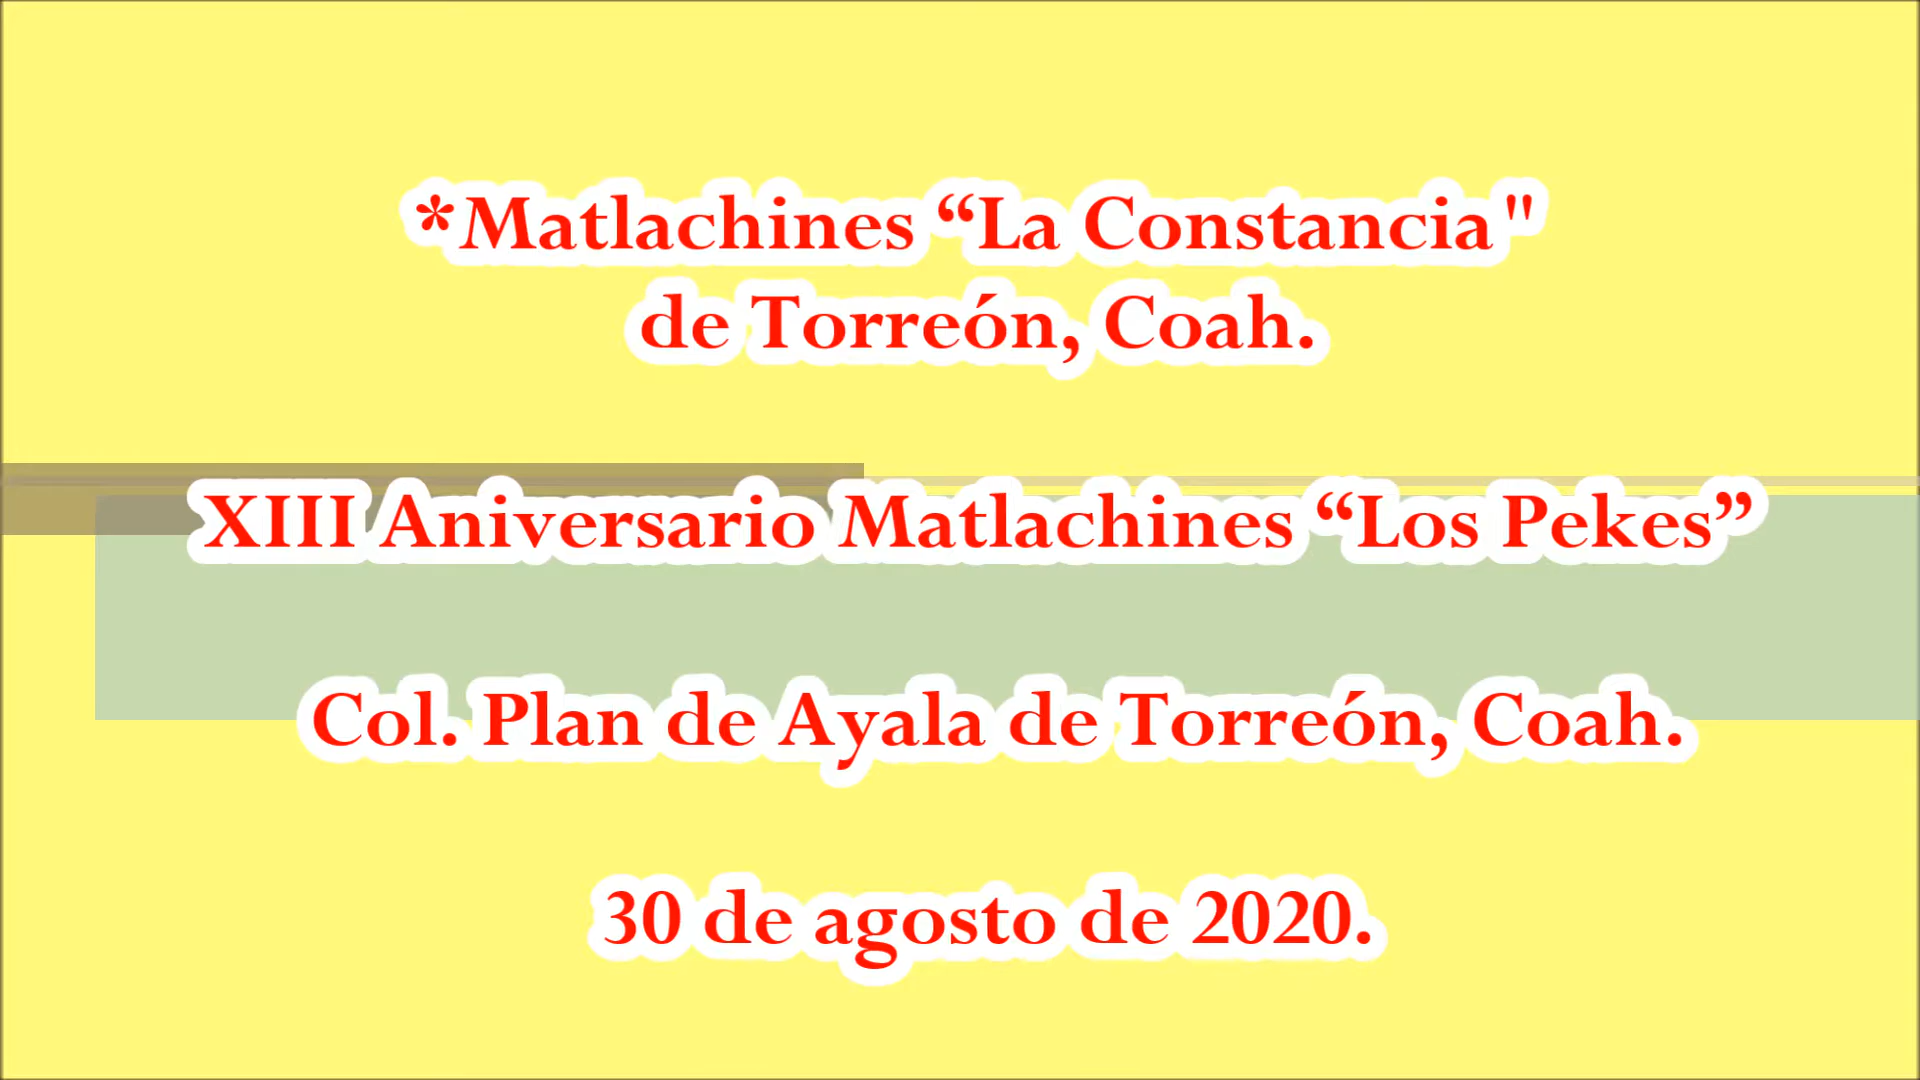 *Matlachines “La Constancia"
de Torreón, Coah.
XIII Aniversario Matlachines “Los Pekes”
Col. Plan de Ayala de Torreón, Coah.
30 de agosto de 2020.